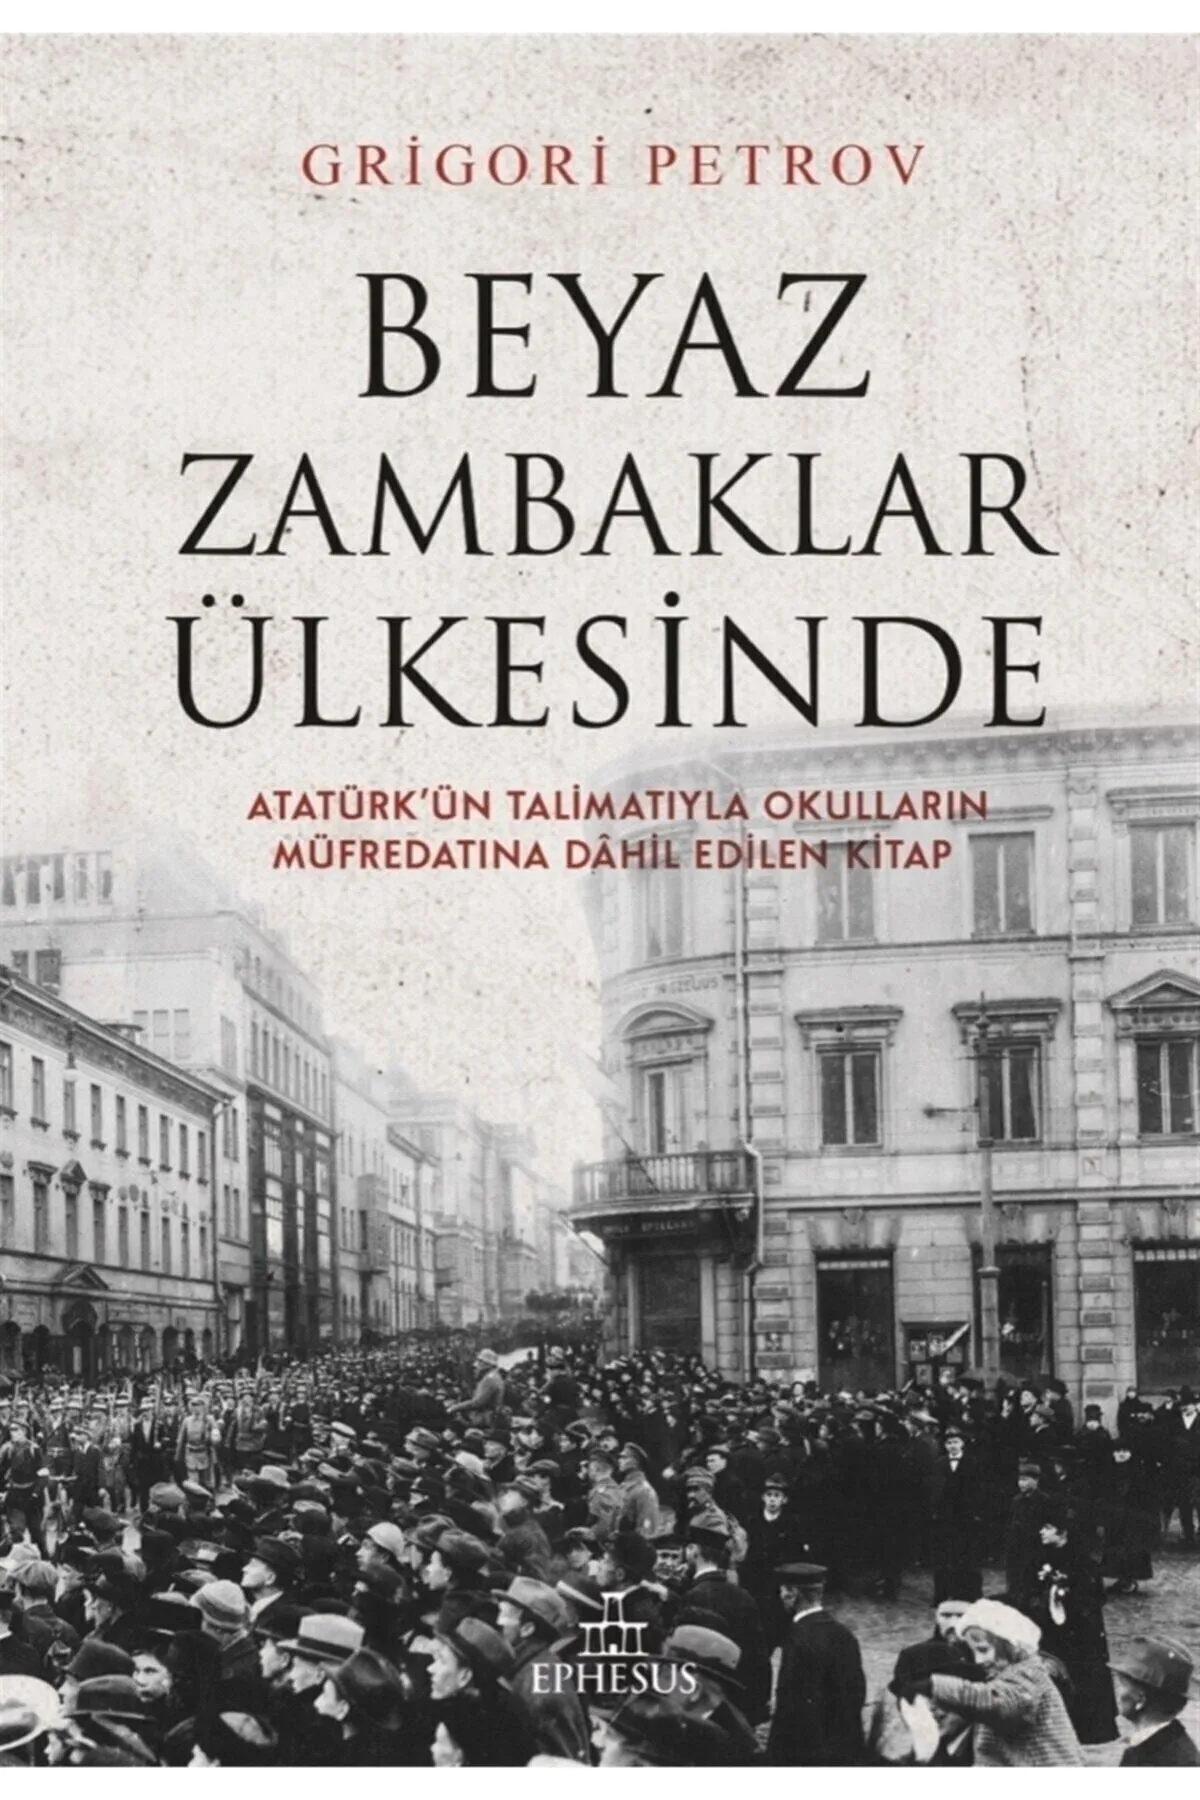 GRİGORİ PETROV
BEYAZ
ZAMBAKLAR
ÜLKESİNDE
ATATÜRK'ÜN TALİMATIYLA OKULLARIN
MÜFREDATINA DÂHİL EDİLEN KİTAP
EPHESUS